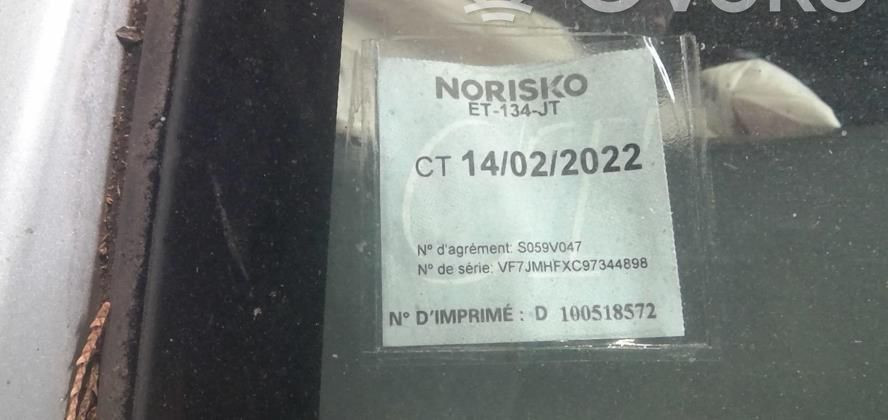 NORISKO
ET-134-JT
CT 14/02/2022
N° d'agrément: S059V047
N° de série: VF7JMHFXC97344898
N° D'IMPRIMÉ : D 100518572